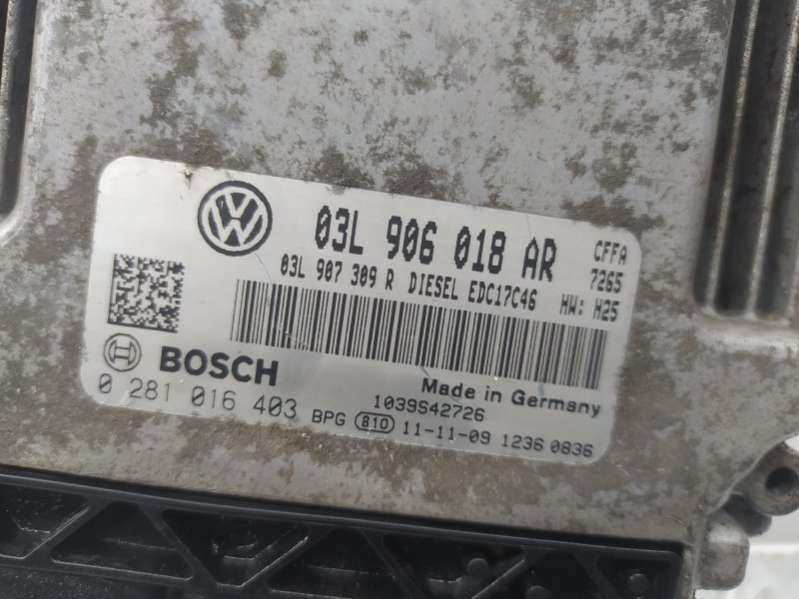 03L 906 018 AR CFFA
03L 907 309 R DIESEL EDC17C46 7265
HW: H25
BOSCH
Made in Germany
0 281 016 403 1039S42726
BPG 810 11-11-09 1236 0836